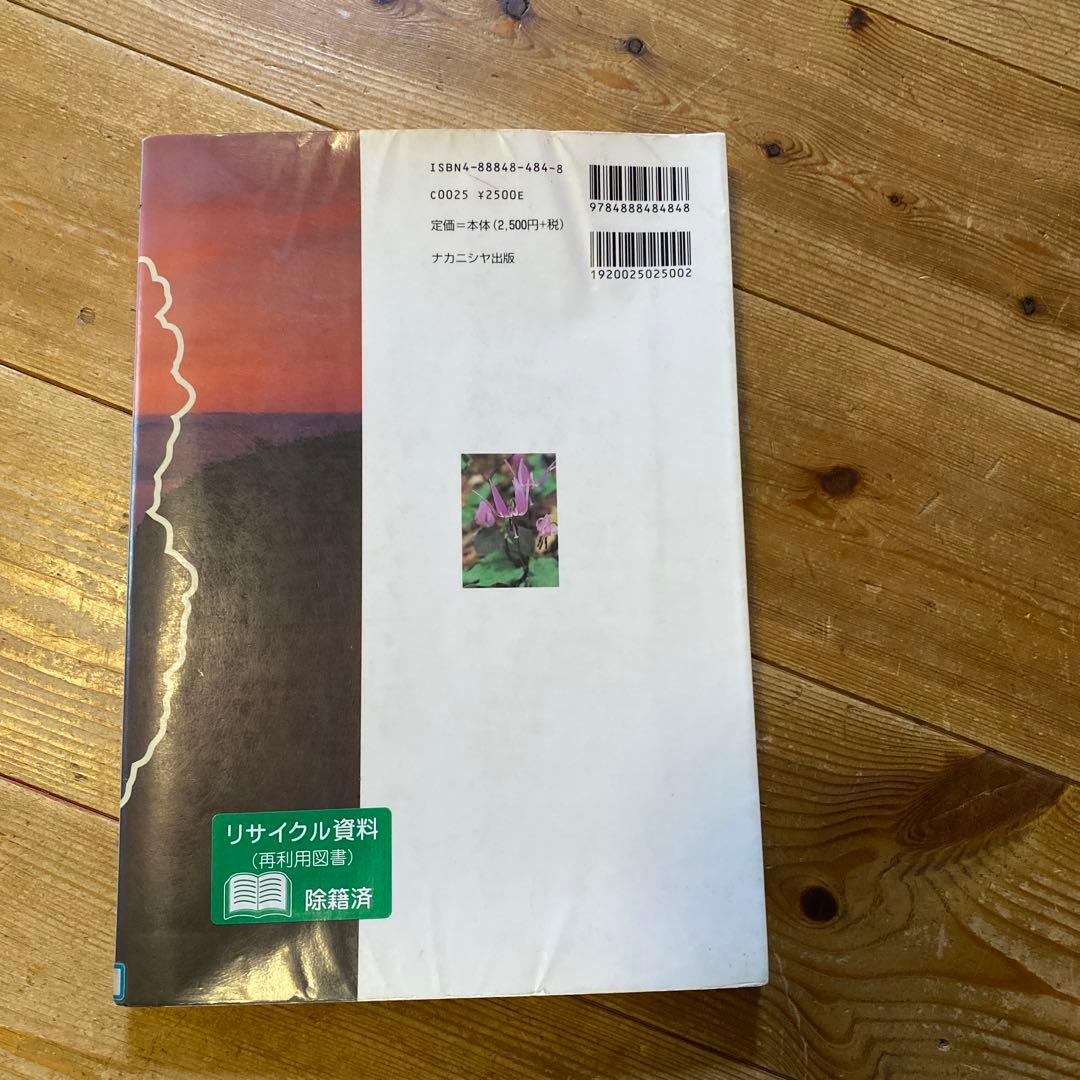 ISBN4-88848-484-8
C0025 ¥2500E
定価=本体(2,500円+税)
ナカニシヤ出版
9784888484848
1920025025002
リサイクル資料
(再利用図書)
除籍済